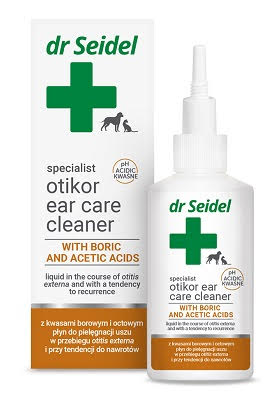 dr Seidel
pH
ACIDIC
KWAŚNE
specialist
otikor
ear care
cleaner
WITH BORIC
AND ACETIC ACIDS
liquid in the course of otitis
externa and with a tendency
to recurrence
z kwasami borowym i octowym
płyn do pielęgnacji uszu
w przebiegu otitis externa
i przy tendencji do nawrotów
dr Seidel
pH
ACIDIC
KWAŚNE
specialist
otikor ear
care cleaner
WITH BORIC
AND ACETIC ACIDS
liquid in the course of otitis
externa and with a tendency
to recurrence
z kwasami borowym i octowym
płyn do pielęgnacji uszu
w przebiegu otitis externa
i przy tendencji do nawrotów